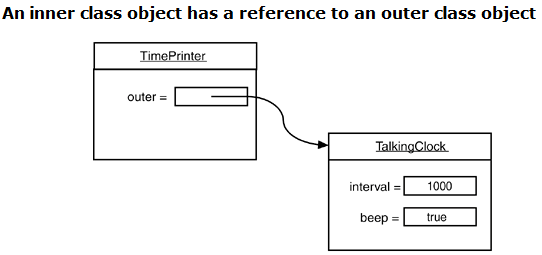 An inner class object has a reference to an outer class object
TimePrinter
outer =
TalkingClock
interval = 1000
beep = true